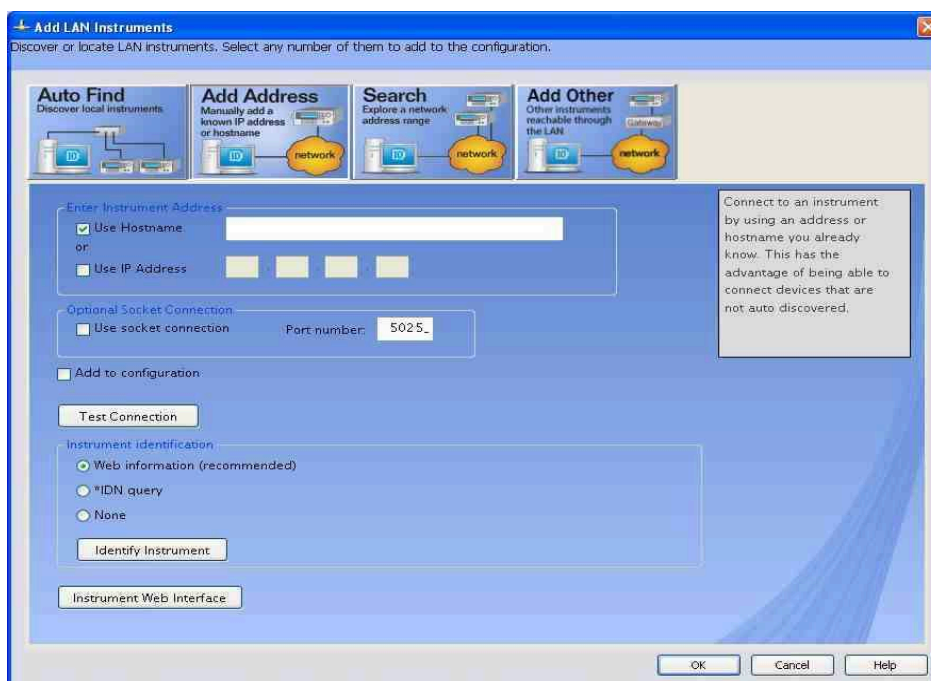 Add LAN Instruments
Discover or locate LAN instruments. Select any number of them to add to the configuration.
Auto Find
Discover local instruments
IO
Add Address
Manually add a
known IP address
or hostname
IO
network
Search
Explore a network
address range
IO
network
Add Other
Other instruments
reachable through
the LAN
Gateway
IO
network
Enter Instrument Address
Use Hostname
or
Use IP Address
Optional Socket Connection
Use socket connection
Port number:
5025_
Add to configuration
Test Connection
Instrument identification
Web information (recommended)
*IDN query
None
Identify Instrument
Instrument Web Interface
Connect to an instrument
by using an address or
hostname you already
know. This has the
advantage of being able to
connect devices that are
not auto discovered.
OK
Cancel
Help